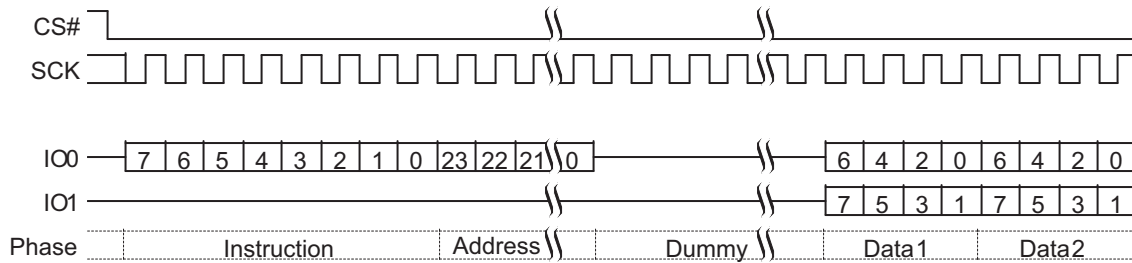 CS#
SCK
IO0 7 6 5 4 3 2 1 0 23 22 21 0 6 4 2 0 6 4 2 0
IO1 7 5 3 1 7 5 3 1
Phase Instruction Address Dummy Data1 Data2